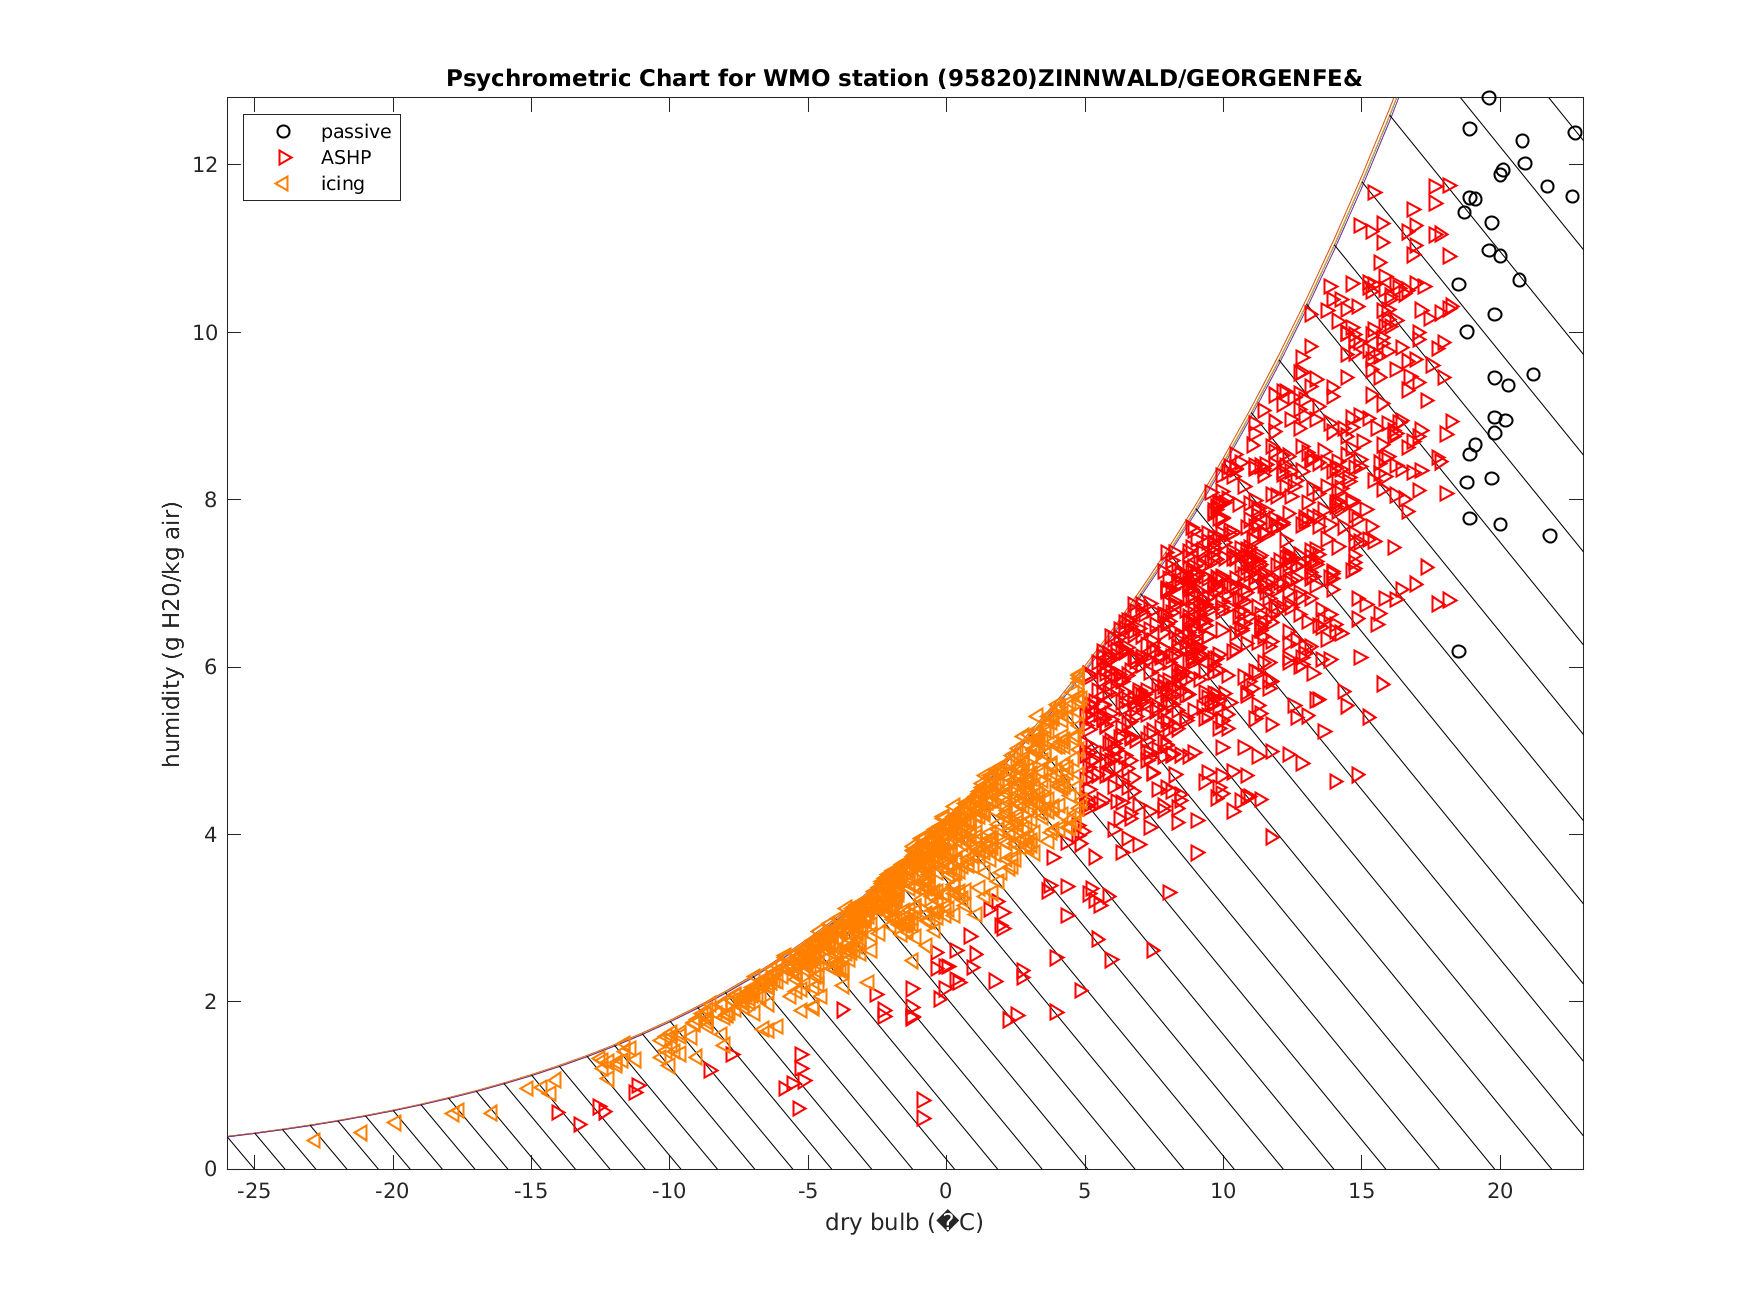 Psychrometric Chart for WMO station (95820)ZINNWALD/GEORGENFE&
passive
ASHP
icing
humidity (g H20/kg air)
12
10
8
6
4
2
0
-25 -20 -15 -10 -5 0 5 10 15 20
dry bulb (�C)